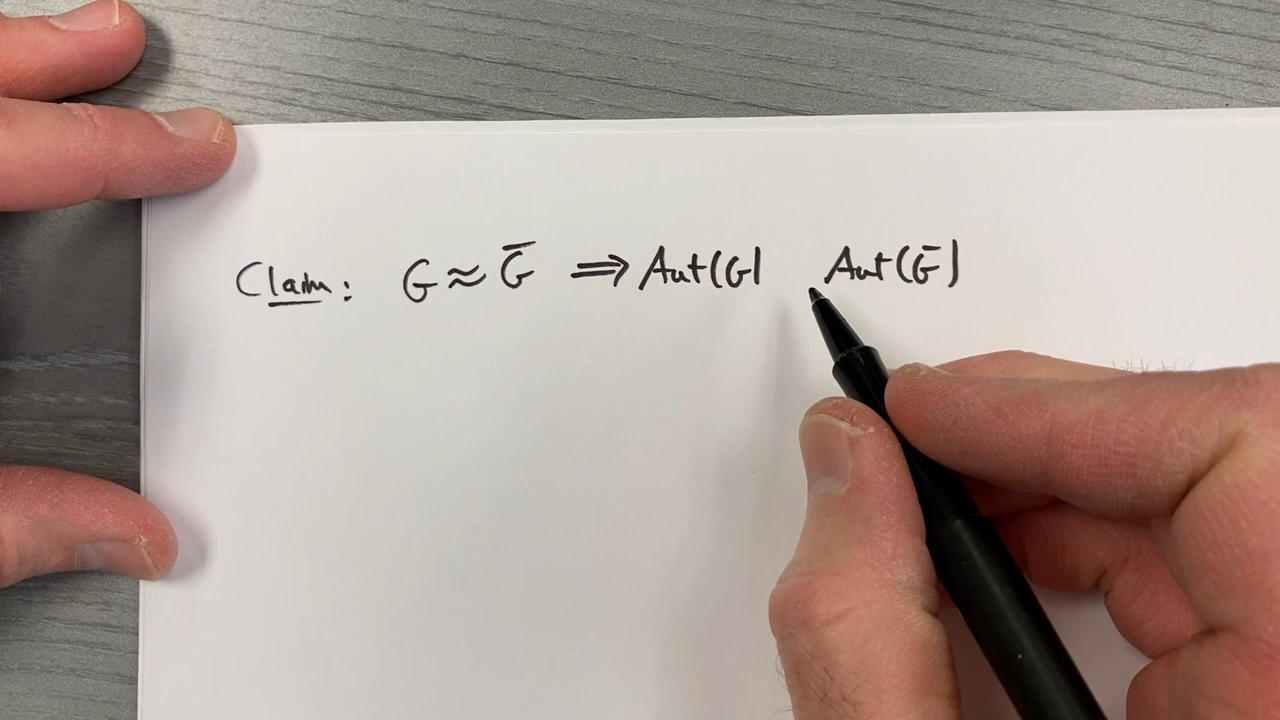 Claim: G ≈ G̅ ⇒ Aut(G) Aut(G̅)